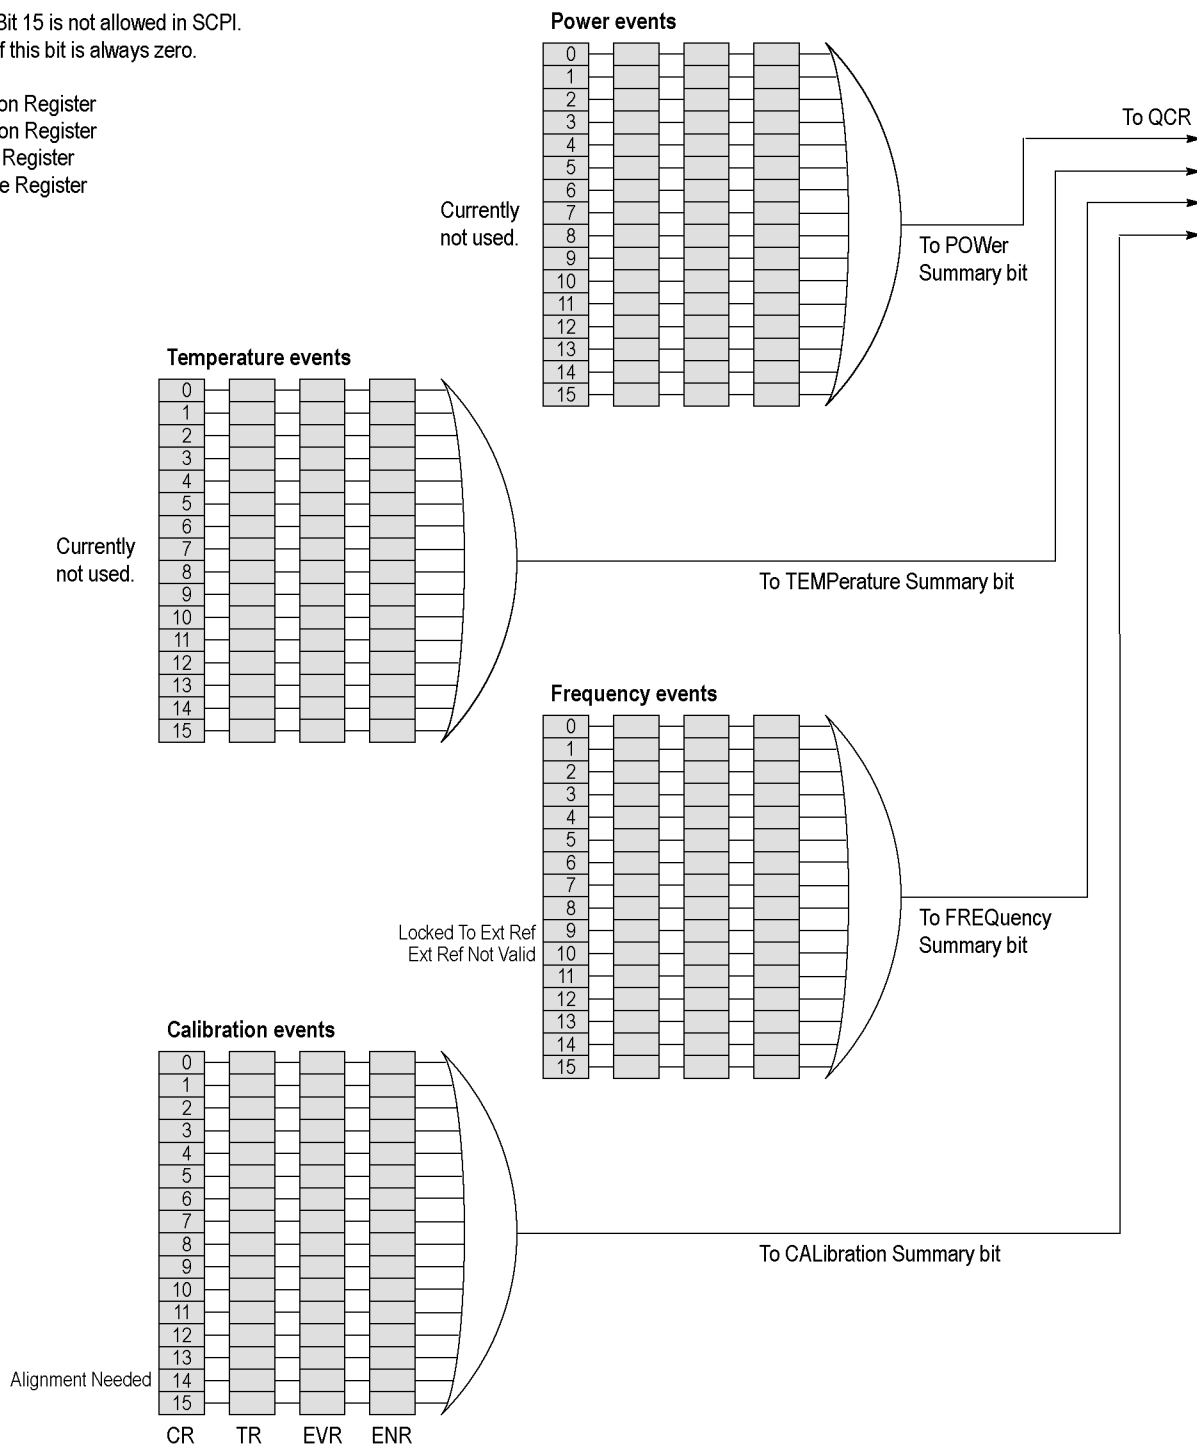 Bit 15 is not allowed in SCPI.
f this bit is always zero.
on Register
on Register
Register
e Register
Power events
0
1
2
3
4
5
6
7
8
9
10
11
12
13
14
15
Currently
not used.
To QCR
To POWer
Summary bit
Temperature events
0
1
2
3
4
5
6
7
8
9
10
11
12
13
14
15
Currently
not used.
To TEMPerature Summary bit
Frequency events
0
1
2
3
4
5
6
7
8
Locked To Ext Ref 9
Ext Ref Not Valid 10
11
12
13
14
15
To FREQuency
Summary bit
Calibration events
0
1
2
3
4
5
6
7
8
9
10
11
12
13
Alignment Needed 14
15
To CALibration Summary bit
CR TR EVR ENR